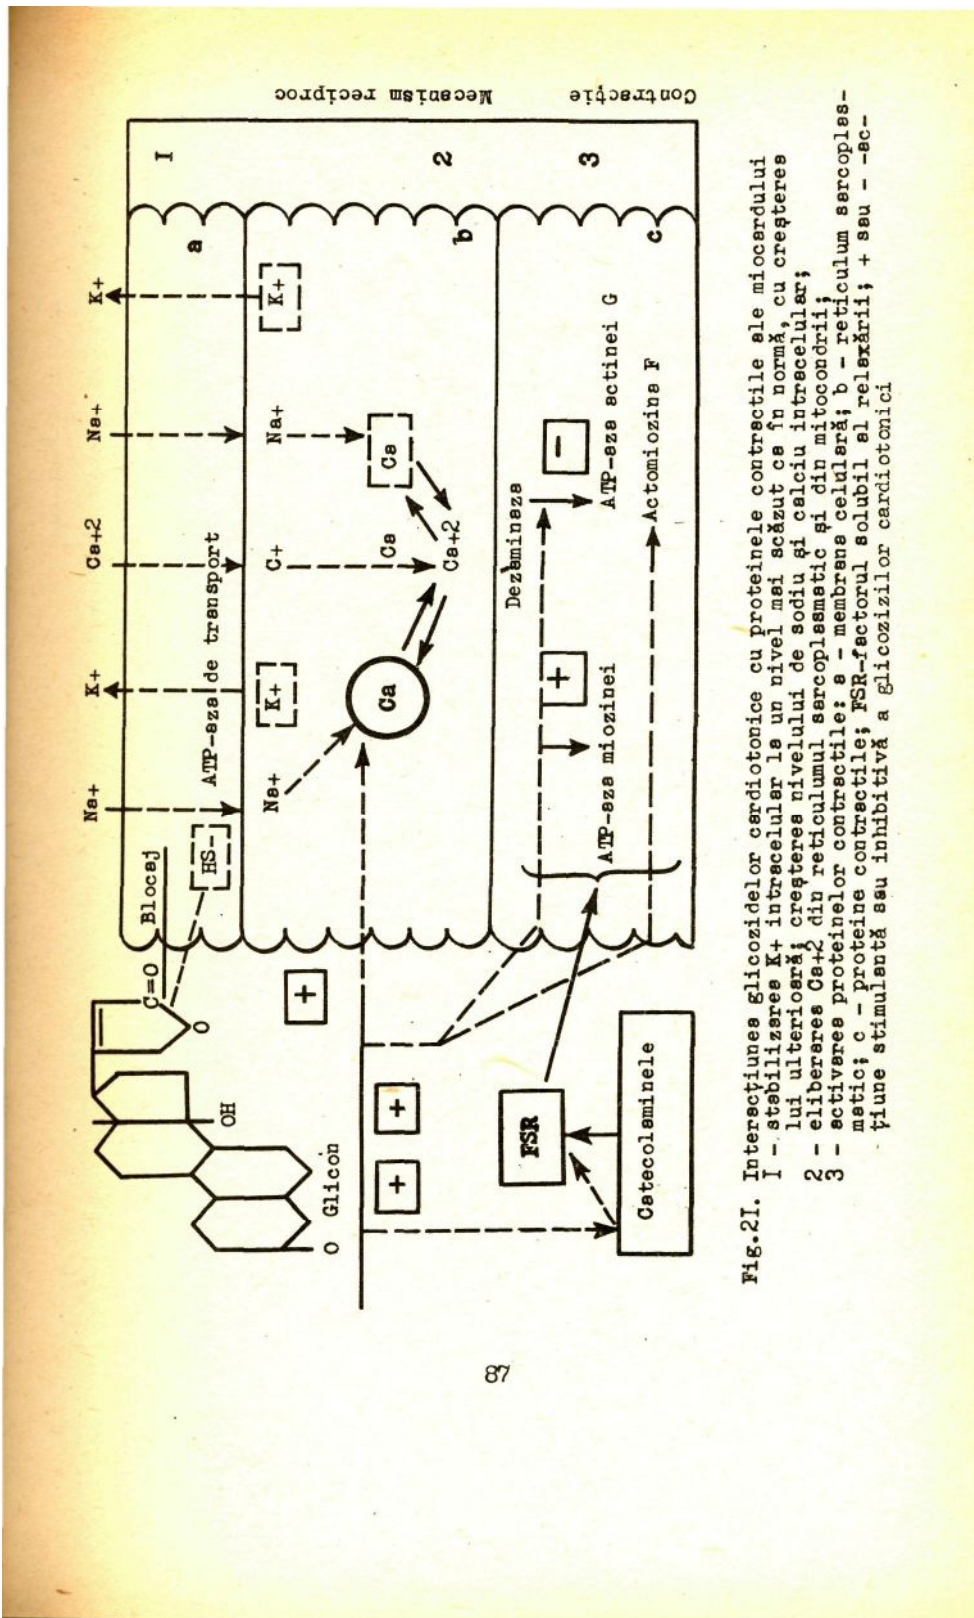 Na+ K+ Ca+2 Na+ K+
C=O Blocaj
O
OH
HS-
ATP-aza de transport
a
I
O Glicon
+
K+
Na+
C+
Na+
K+
Ca
Ca
Ca
Ca+2
b
2
Mecanism reciproc
+ +
FSR
Catecolaminele
Dezaminaza
+
-
ATP-aza miozinei
ATP-aza actinei G
Actomiozina F
c
3
Contracție
Fig.2I. Interacțiunea glicozidelor cardiotonice cu proteinele contractile ale miocardului
I - stabilizarea K+ intracelular la un nivel mai scăzut ca în normă, cu creșterea
lui ulterioară; creșterea nivelului de sodiu și calciu intracelular;
2 - eliberarea Ca+2 din reticulumul sarcoplasmatic și din mitocondrii;
3 - activarea proteinelor contractile: a - membrana celulară; b - reticulum sarcoplas-
matic; c - proteine contractile; FSR-factorul solubil al relaxării; + sau - -ac-
țiune stimulantă sau inhibitivă a glicozizilor cardiotonici
87